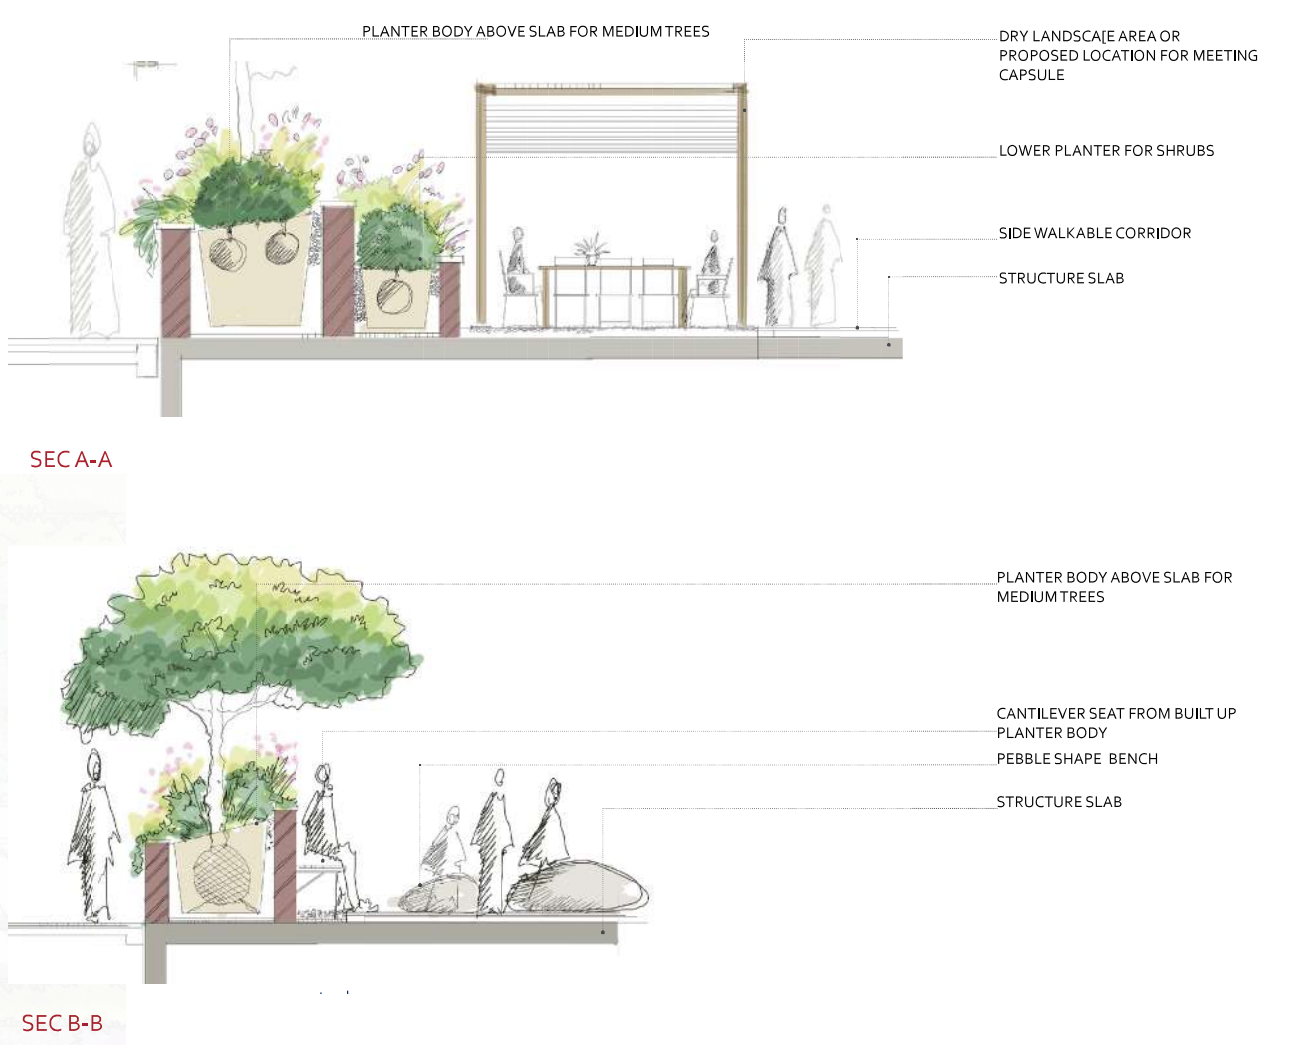 PLANTER BODY ABOVE SLAB FOR MEDIUM TREES
DRY LANDSCA[E AREA OR
PROPOSED LOCATION FOR MEETING
CAPSULE
LOWER PLANTER FOR SHRUBS
SIDE WALKABLE CORRIDOR
STRUCTURE SLAB
SEC A-A
PLANTER BODY ABOVE SLAB FOR
MEDIUM TREES
CANTILEVER SEAT FROM BUILT UP
PLANTER BODY
PEBBLE SHAPE BENCH
STRUCTURE SLAB
SEC B-B